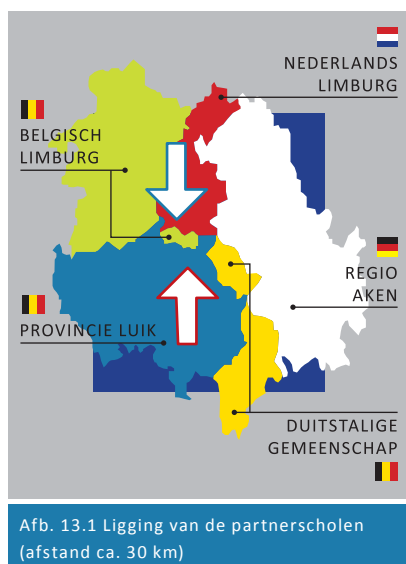 NEDERLANDS
LIMBURG
BELGISCH
LIMBURG
REGIO
AKEN
PROVINCIE LUIK
DUITSTALIGE
GEMEENSCHAP
Afb. 13.1 Ligging van de partnerscholen
(afstand ca. 30 km)